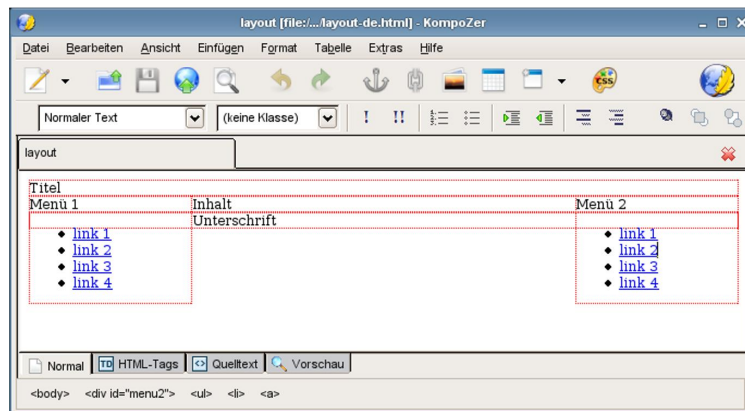 layout [file:/.../layout-de.html] - KompoZer
Datei Bearbeiten Ansicht Einfügen Format Tabelle Extras Hilfe
CSS
Normaler Text (keine Klasse) ! !!
layout
Titel
Menü 1 Inhalt Menü 2
Unterschrift
link 1 link 1
link 2 link 2
link 3 link 3
link 4 link 4
Normal TD HTML-Tags Quelltext Vorschau
<body> <div id="menu2"> <ul> <li> <a>